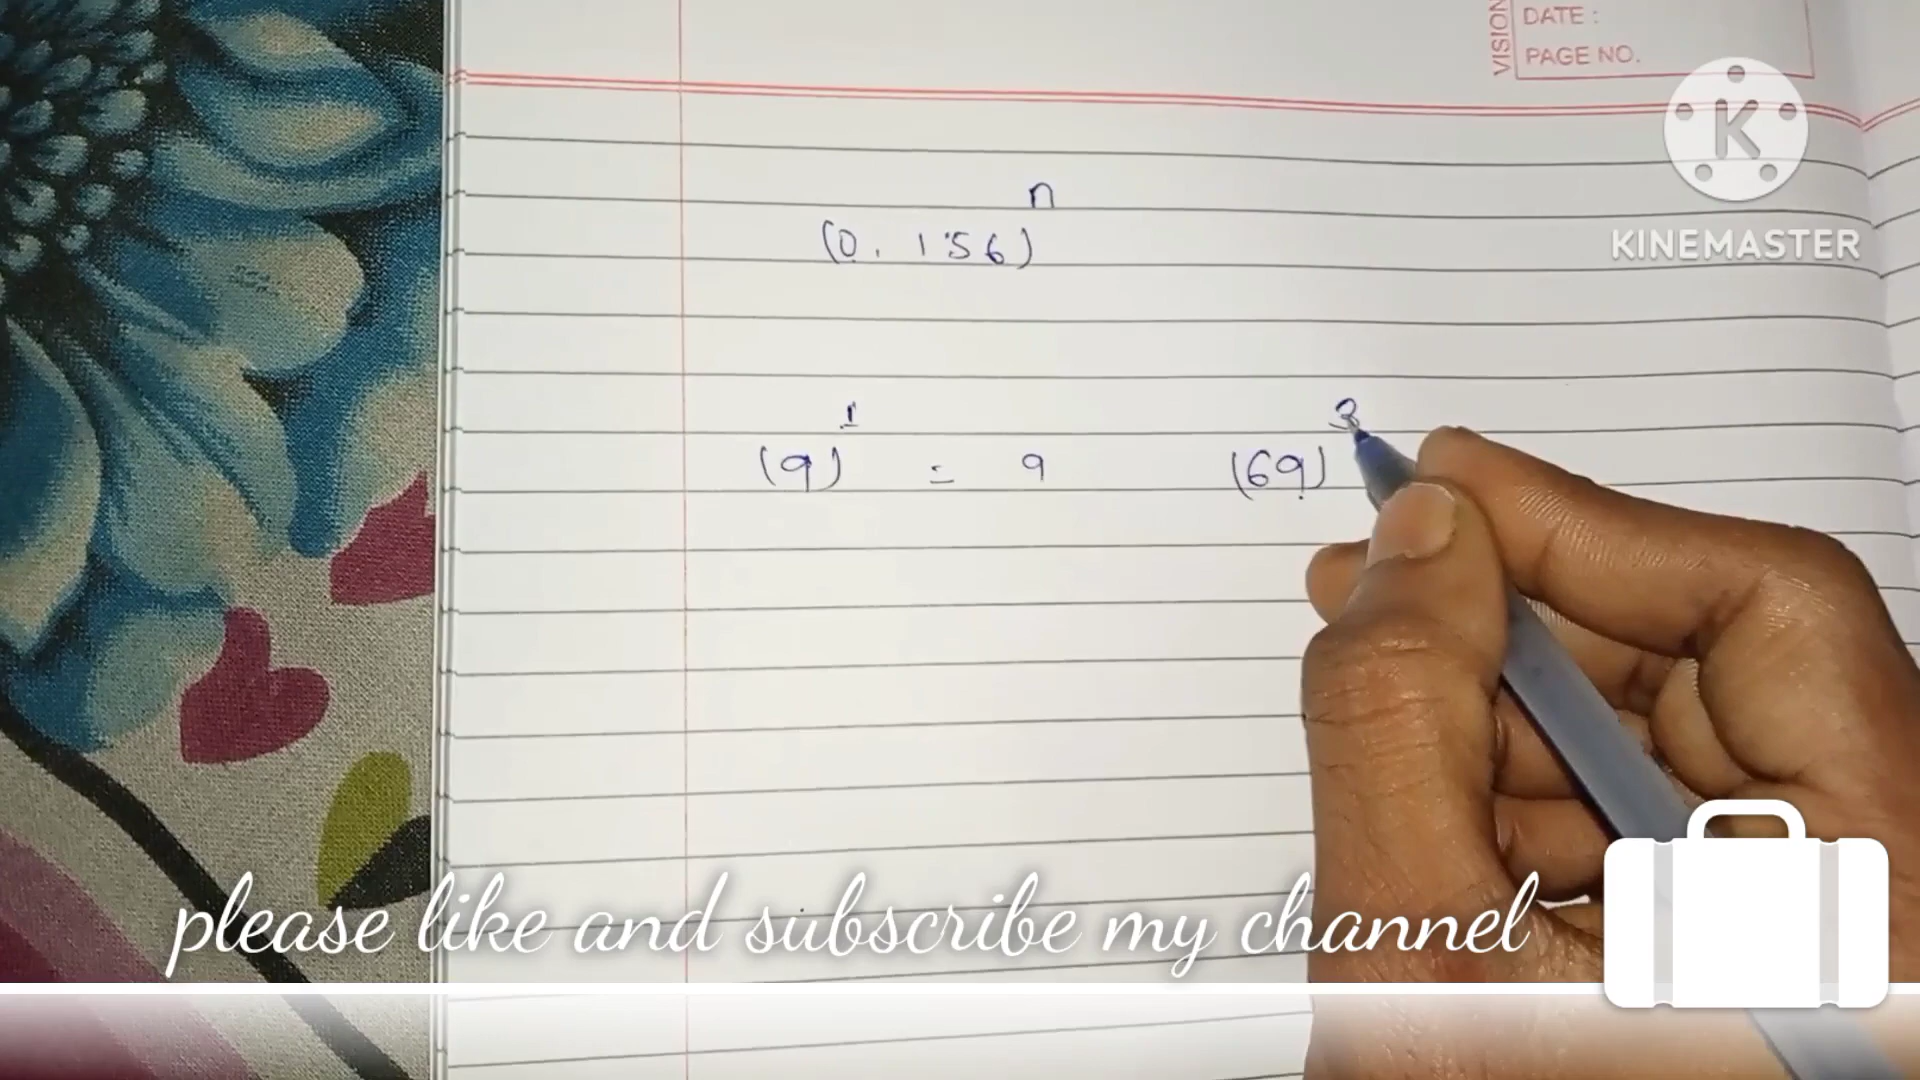 VISION
DATE :
PAGE NO.
K
KINEMASTER
n
(0.156)
1
3
(9) = 9
(69)
please like and subscribe my channel